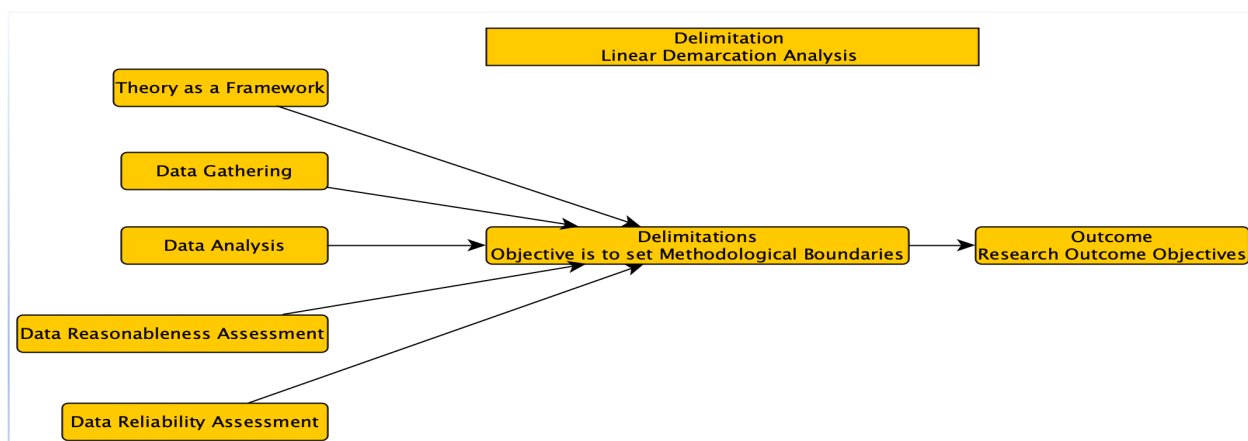 Delimitation
Linear Demarcation Analysis
Theory as a Framework
Data Gathering
Data Analysis
Data Reasonableness Assessment
Data Reliability Assessment
Delimitations
Objective is to set Methodological Boundaries
Outcome
Research Outcome Objectives